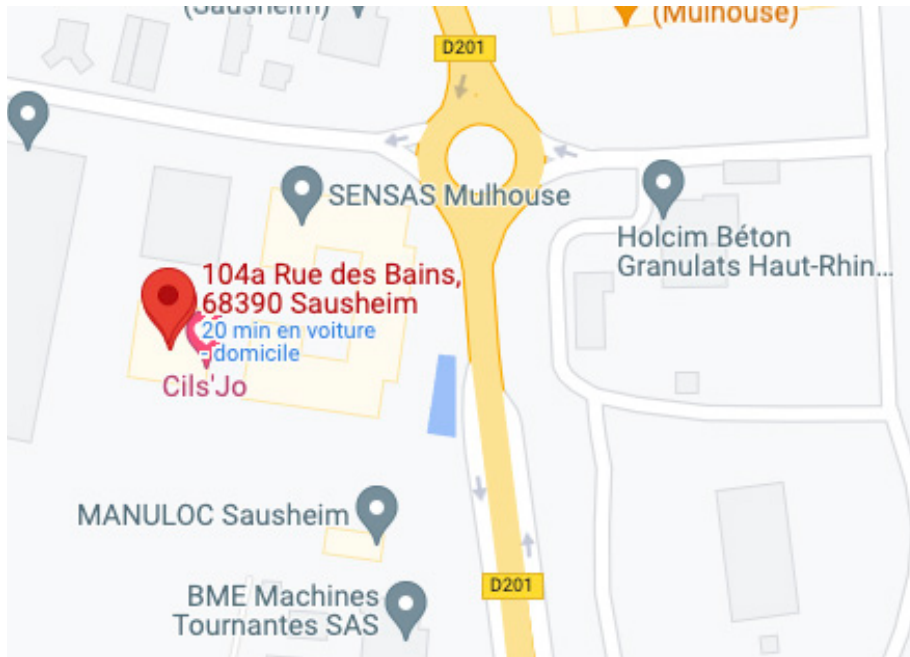 (Sausheim)
(Mulhouse)
D201
SENSAS Mulhouse
Holcim Béton
Granulats Haut-Rhin...
104a Rue des Bains,
68390 Sausheim
20 min en voiture
- domicile
Cils'Jo
MANULOC Sausheim
D201
BME Machines
Tournantes SAS